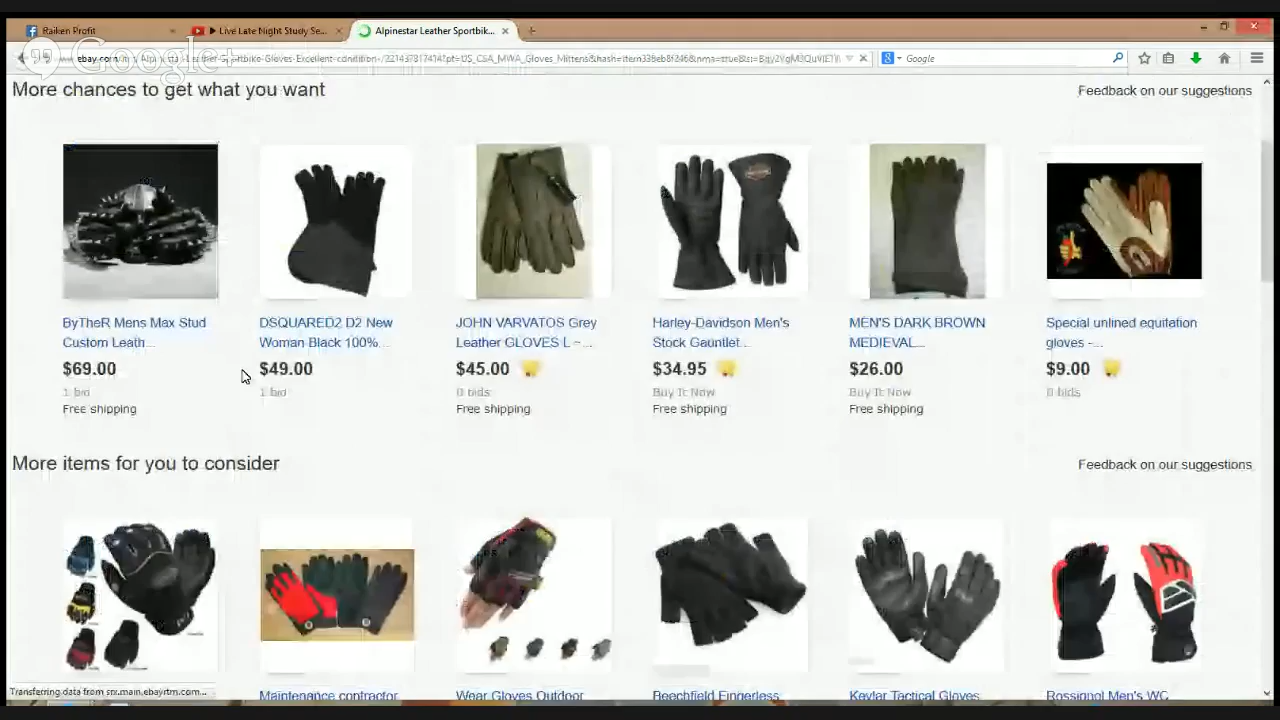 Raiken Profit
Live Late Night Study Se...
Alpinestar Leather Sportbik...
Google+
Google
More chances to get what you want
Feedback on our suggestions
ByTheR Mens Max Stud
Custom Leath...
$69.00
1 bid
Free shipping
DSQUARED2 D2 New
Woman Black 100%...
$49.00
1 bid
JOHN VARVATOS Grey
Leather GLOVES L ~...
$45.00
0 bids
Free shipping
Harley-Davidson Men's
Stock Gauntlet...
$34.95
Buy It Now
Free shipping
MEN'S DARK BROWN
MEDIEVAL...
$26.00
Buy It Now
Free shipping
Special unlined equitation
gloves -...
$9.00
0 bids
More items for you to consider
Feedback on our suggestions
Maintenance contractor
Wear Gloves Outdoor
Beechfield Fingerless
Kevlar Tactical Gloves
Rossignol Men's WC
Transferring data from